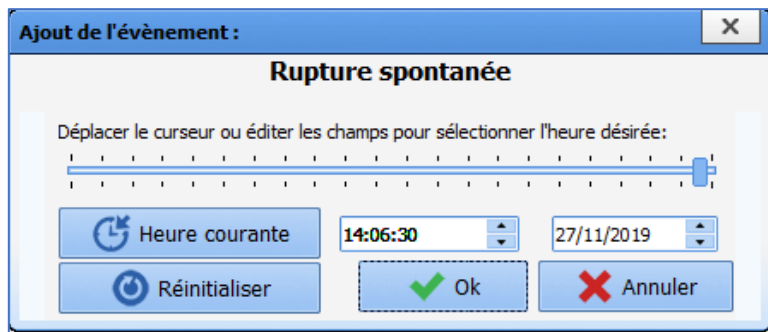 Ajout de l'évènement :
Rupture spontanée
Déplacer le curseur ou éditer les champs pour sélectionner l'heure désirée:
Heure courante
14:06:30
27/11/2019
Réinitialiser
Ok
Annuler